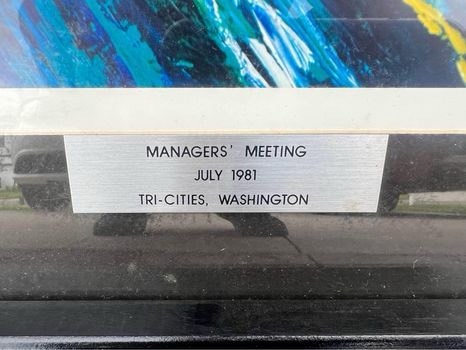 MANAGERS' MEETING
JULY 1981
TRI-CITIES, WASHINGTON